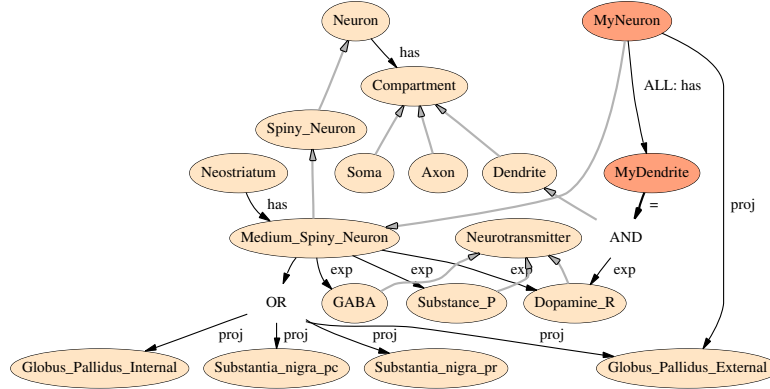 Neuron
MyNeuron
has
Compartment
ALL: has
Spiny_Neuron
Neostriatum
Soma
Axon
Dendrite
MyDendrite
has
=
proj
Medium_Spiny_Neuron
Neurotransmitter
AND
exp
exp
exp
exp
OR
GABA
Substance_P
Dopamine_R
proj
proj
proj
proj
Globus_Pallidus_Internal
Substantia_nigra_pc
Substantia_nigra_pr
Globus_Pallidus_External